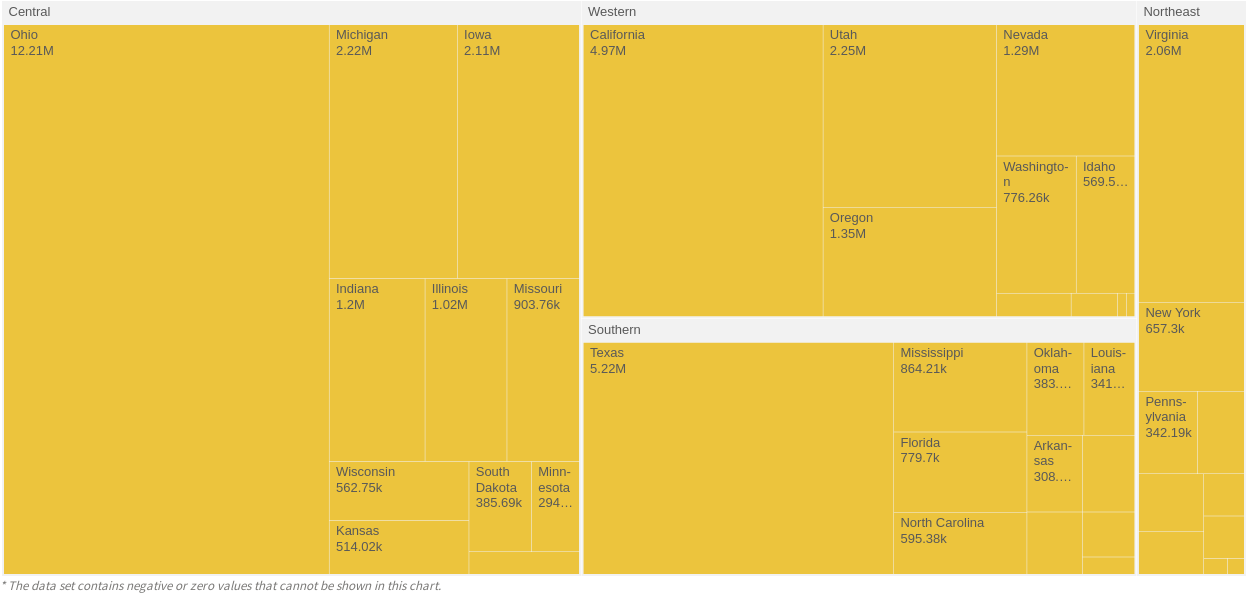 Central
Ohio
12.21M
Michigan
2.22M
Iowa
2.11M
Indiana
1.2M
Illinois
1.02M
Missouri
903.76k
Wisconsin
562.75k
Kansas
514.02k
South
Dakota
385.69k
Minn-
esota
294…
Western
California
4.97M
Utah
2.25M
Oregon
1.35M
Nevada
1.29M
Washingto-
n
776.26k
Idaho
569.5…
Southern
Texas
5.22M
Mississippi
864.21k
Florida
779.7k
North Carolina
595.38k
Oklah-
oma
383.…
Louis-
iana
341…
Arkan-
sas
308.…
Northeast
Virginia
2.06M
New York
657.3k
Penns-
ylvania
342.19k
* The data set contains negative or zero values that cannot be shown in this chart.